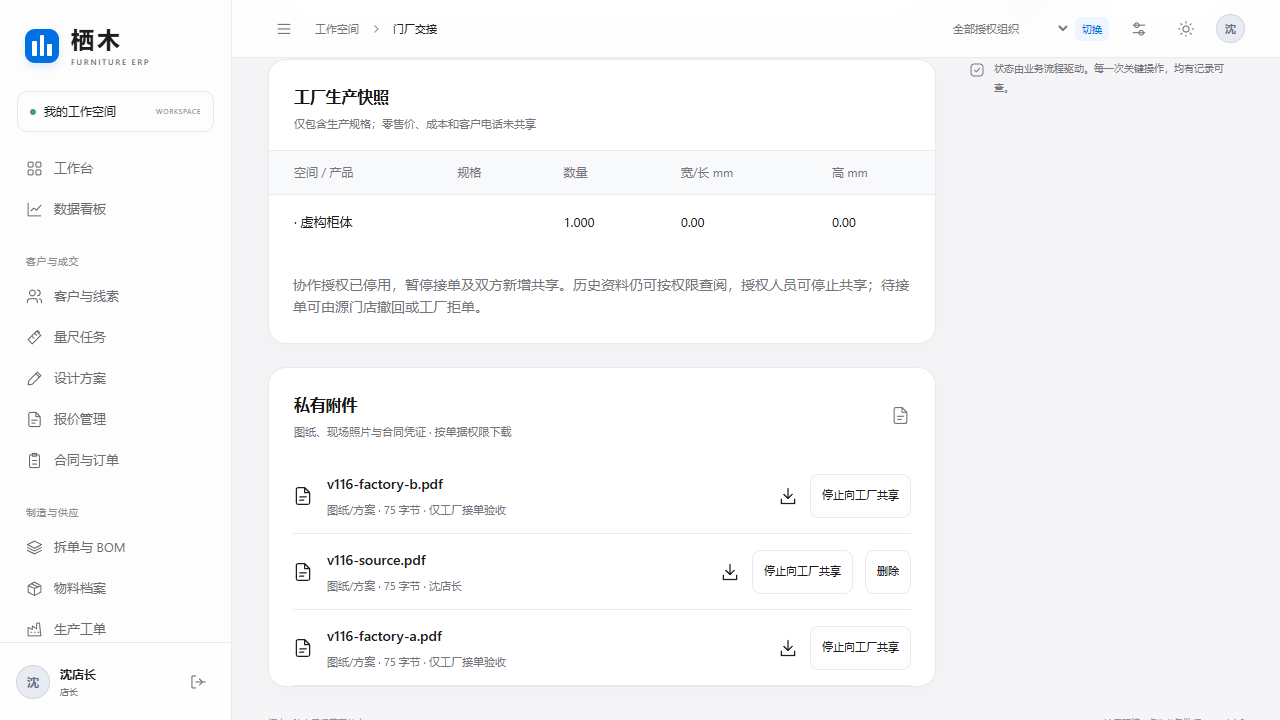 栖木
FURNITURE ERP
我的工作空间
WORKSPACE
工作台
数据看板
客户与成交
客户与线索
量尺任务
设计方案
报价管理
合同与订单
制造与供应
拆单与 BOM
物料档案
生产工单
沈
沈店长
店长
工作空间
门厂交接
全部授权组织
切换
沈
工厂生产快照
仅包含生产规格；零售价、成本和客户电话未共享
空间 / 产品 规格 数量 宽/长 mm 高 mm
· 虚构柜体 1.000 0.00 0.00
协作授权已停用，暂停接单及双方新增共享。历史资料仍可按权限查阅，授权人员可停止共享；待接
单可由源门店撤回或工厂拒单。
私有附件
图纸、现场照片与合同凭证 · 按单据权限下载
v116-factory-b.pdf
图纸/方案 · 75 字节 · 仅工厂接单验收
停止向工厂共享
v116-source.pdf
图纸/方案 · 75 字节 · 沈店长
停止向工厂共享
删除
v116-factory-a.pdf
图纸/方案 · 75 字节 · 仅工厂接单验收
停止向工厂共享
状态由业务流程驱动。每一次关键操作，均有记录可
查。